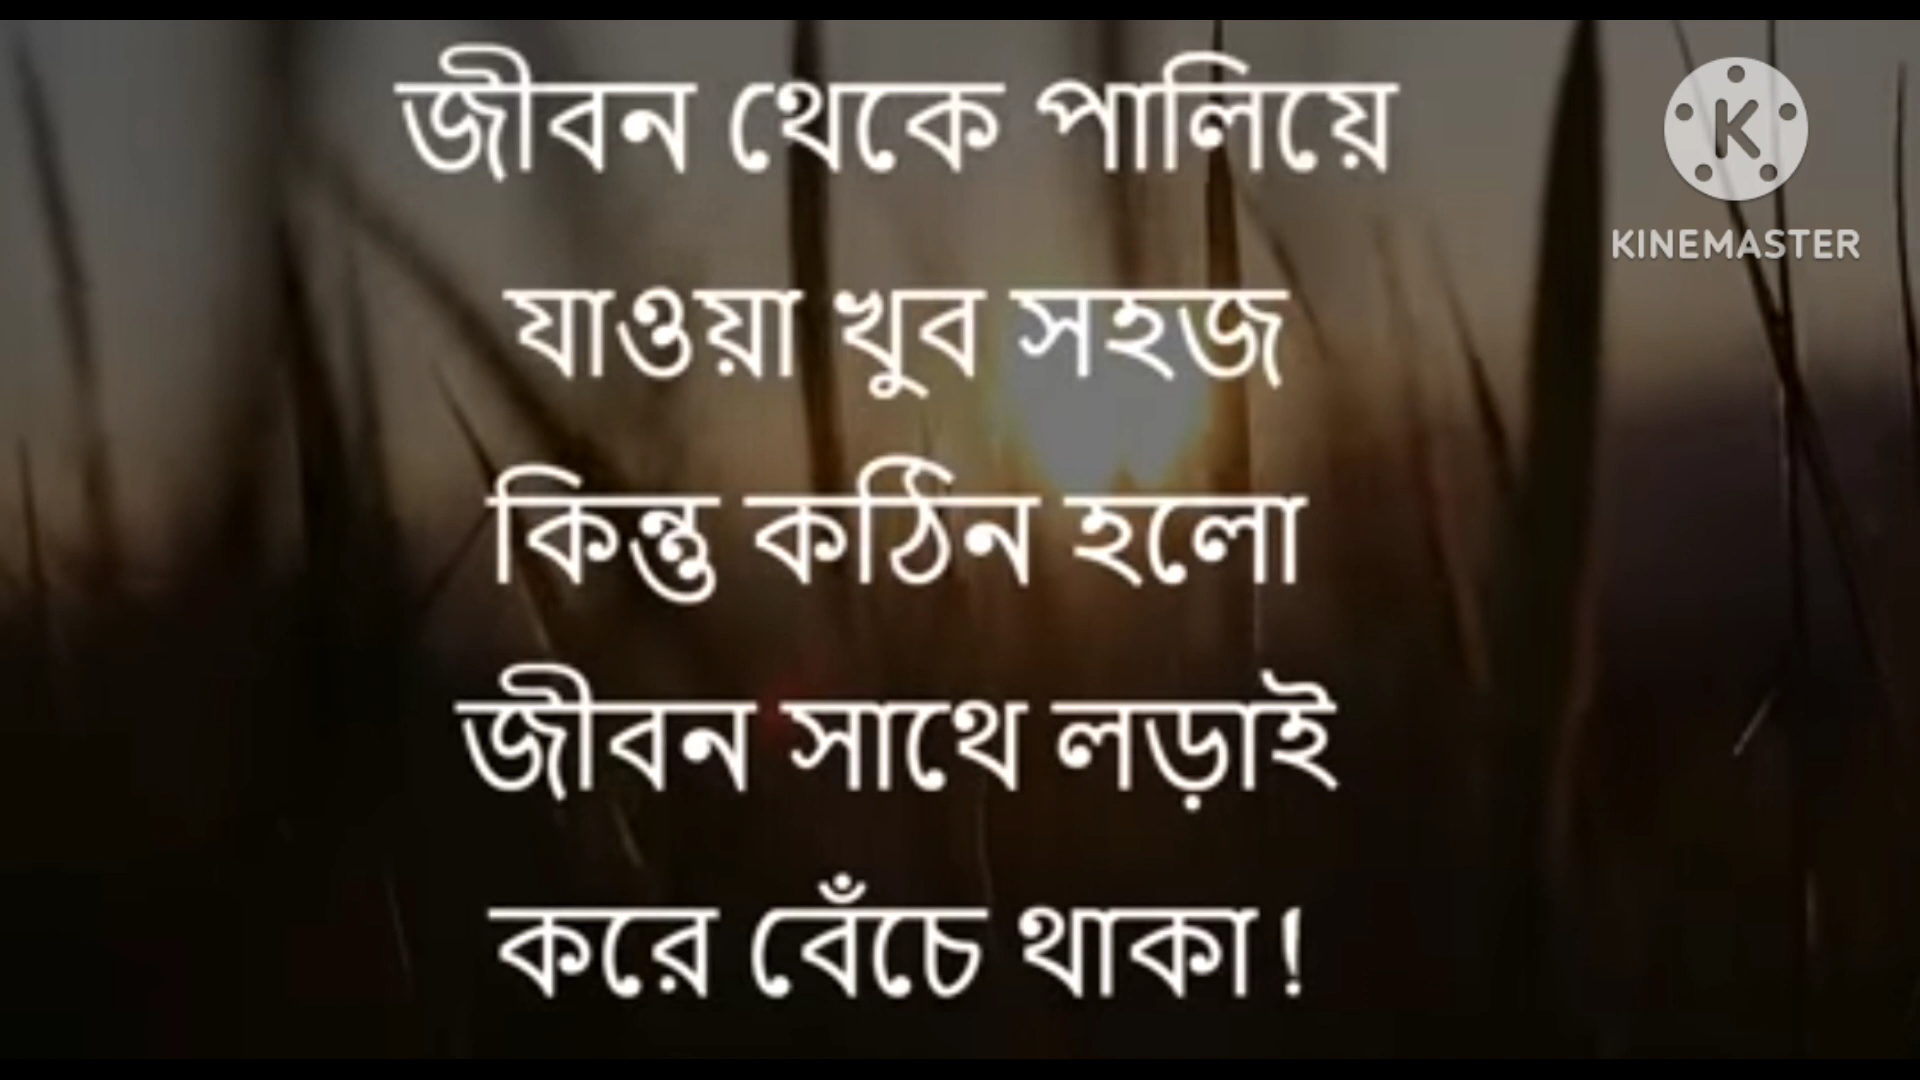 জীবন থেকে পালিয়ে
যাওয়া খুব সহজ
কিন্তু কঠিন হলো
জীবন সাথে লড়াই
করে বেঁচে থাকা!
K
KINEMASTER